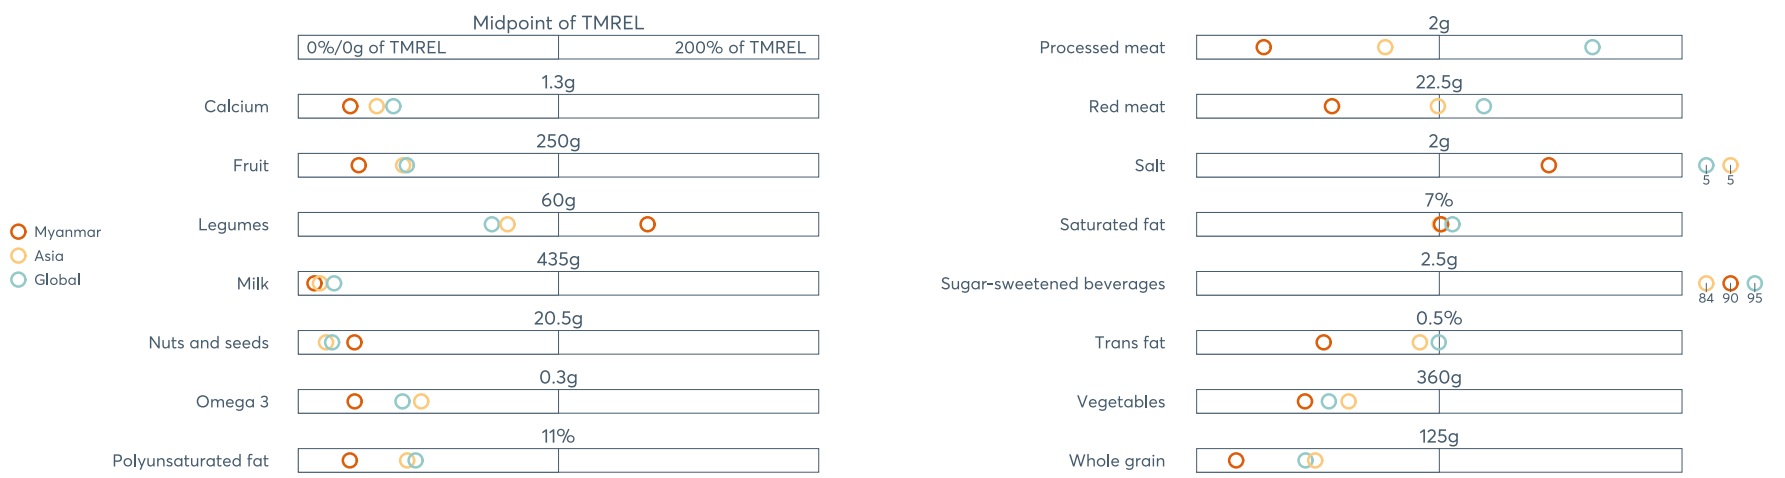 Midpoint of TMREL
0%/0g of TMREL
200% of TMREL
1.3g
Calcium
250g
Fruit
60g
Legumes
435g
Milk
20.5g
Nuts and seeds
0.3g
Omega 3
11%
Polyunsaturated fat
Myanmar
Asia
Global
2g
Processed meat
22.5g
Red meat
2g
Salt
5 5
7%
Saturated fat
2.5g
Sugar-sweetened beverages
84 90 95
0.5%
Trans fat
360g
Vegetables
125g
Whole grain